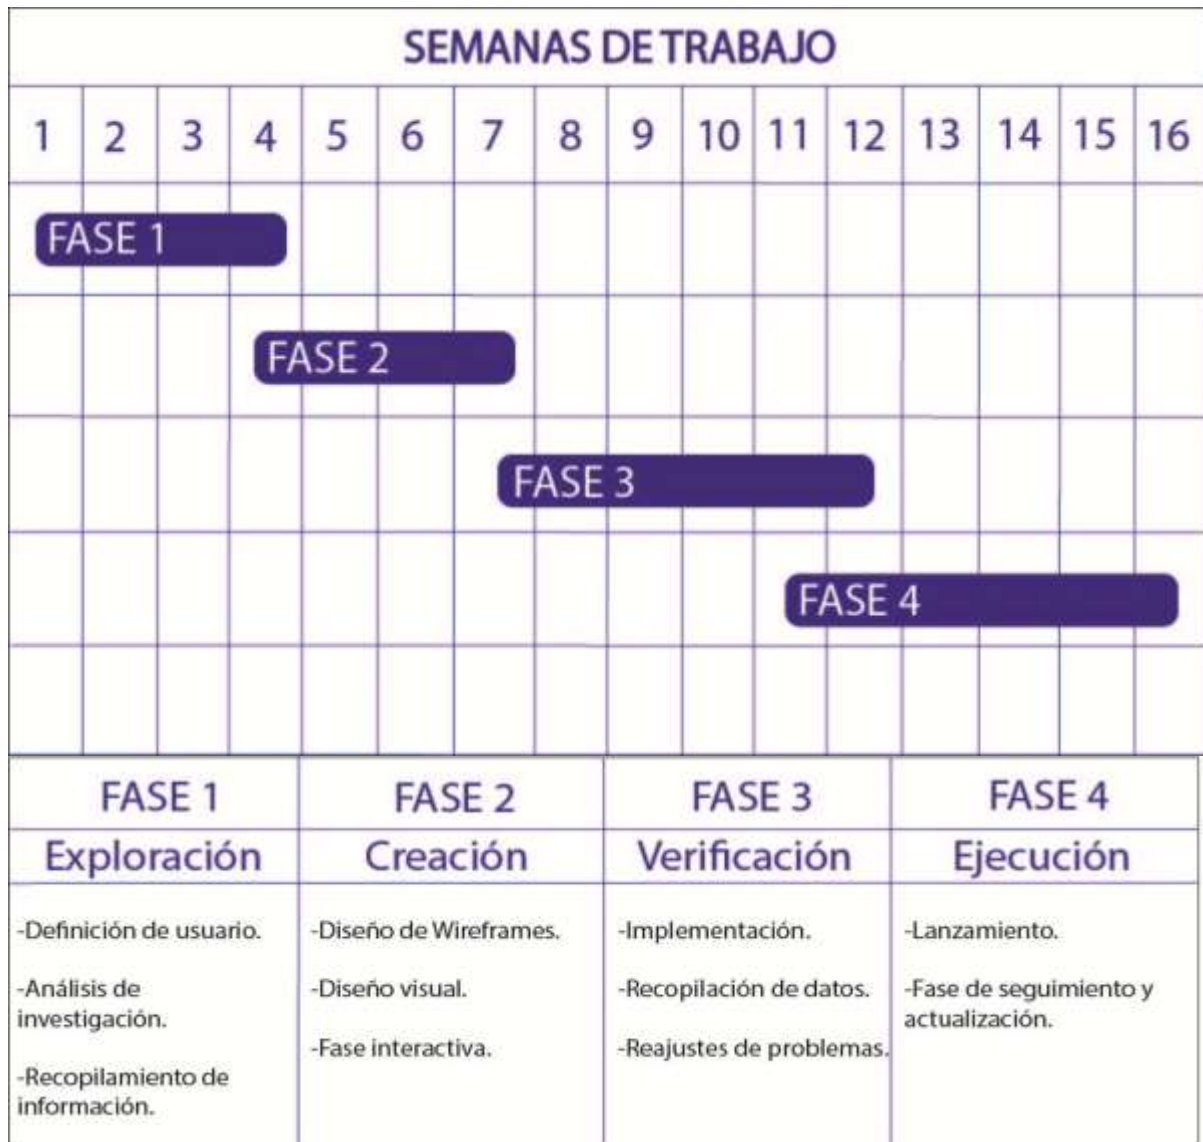 SEMANAS DE TRABAJO
1 2 3 4 5 6 7 8 9 10 11 12 13 14 15 16
FASE 1
FASE 2
FASE 3
FASE 4
FASE 1 FASE 2 FASE 3 FASE 4
Exploración Creación Verificación Ejecución
-Definición de usuario.
-Análisis de
investigación.
-Recopilamiento de
información.
-Diseño de Wireframes.
-Diseño visual.
-Fase interactiva.
-Implementación.
-Recopilación de datos.
-Reajustes de problemas.
-Lanzamiento.
-Fase de seguimiento y
actualización.